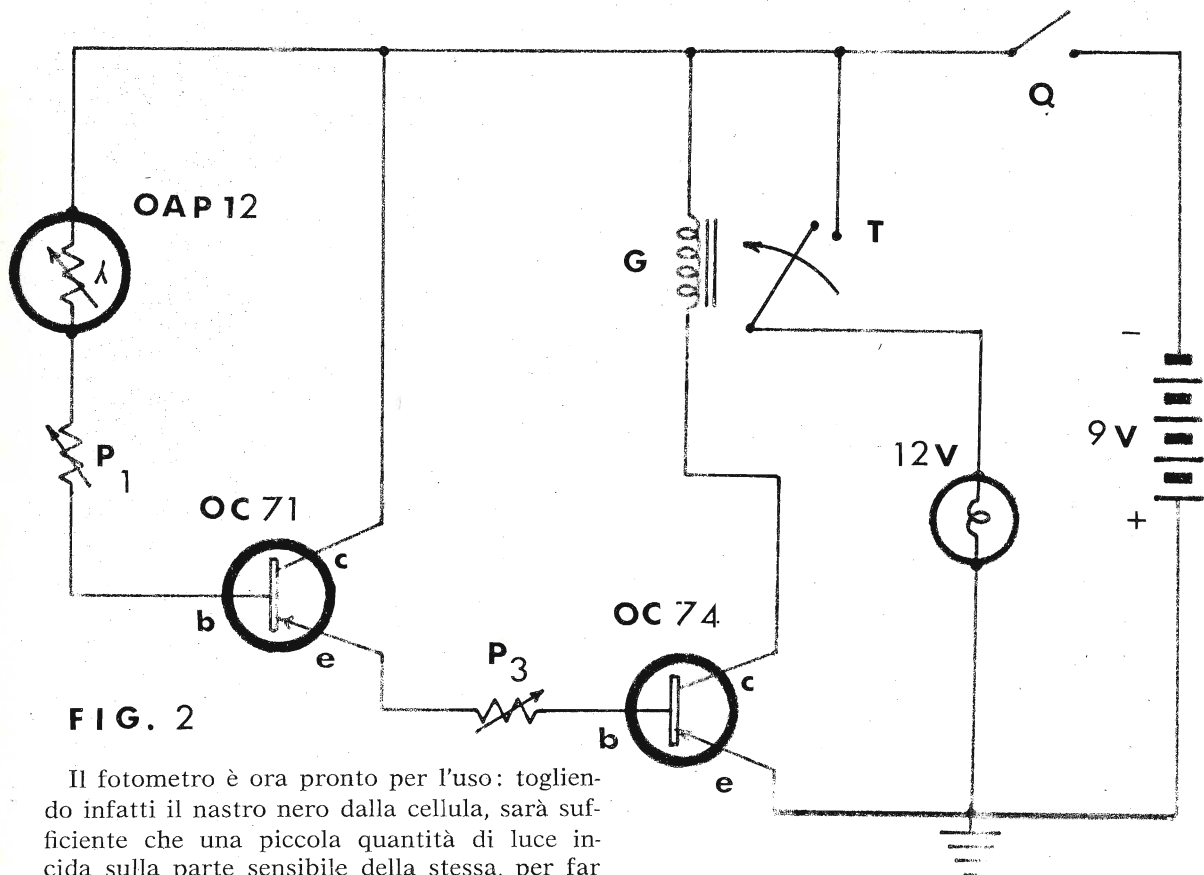 Q
OAP 12
λ
T
G
−
P1
9 V
12 V
OC 71
+
c
b
OC 74
e
P3
c
b
e
FIG. 2
Il fotometro è ora pronto per l'uso: toglien-
do infatti il nastro nero dalla cellula, sarà suf-
ficiente che una piccola quantità di luce in-
cida sulla parte sensibile della stessa, per far